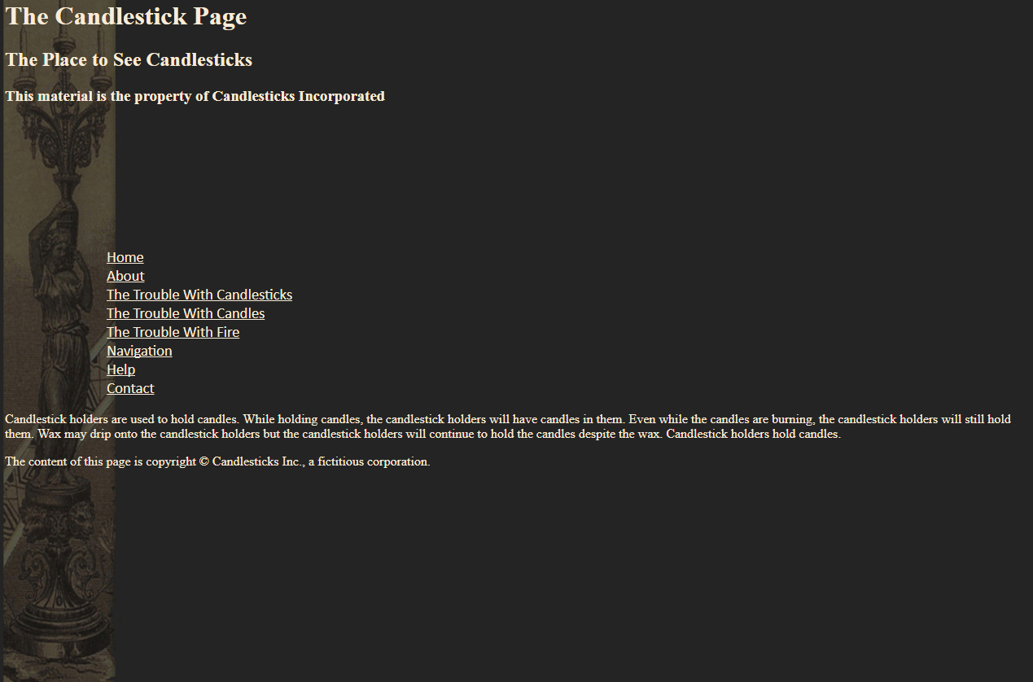 The Candlestick Page
The Place to See Candlesticks
This material is the property of Candlesticks Incorporated
Home
About
The Trouble With Candlesticks
The Trouble With Candles
The Trouble With Fire
Navigation
Help
Contact
Candlestick holders are used to hold candles. While holding candles, the candlestick holders will have candles in them. Even while the candles are burning, the candlestick holders will still hold
them. Wax may drip onto the candlestick holders but the candlestick holders will continue to hold the candles despite the wax. Candlestick holders hold candles.
The content of this page is copyright © Candlesticks Inc., a fictitious corporation.